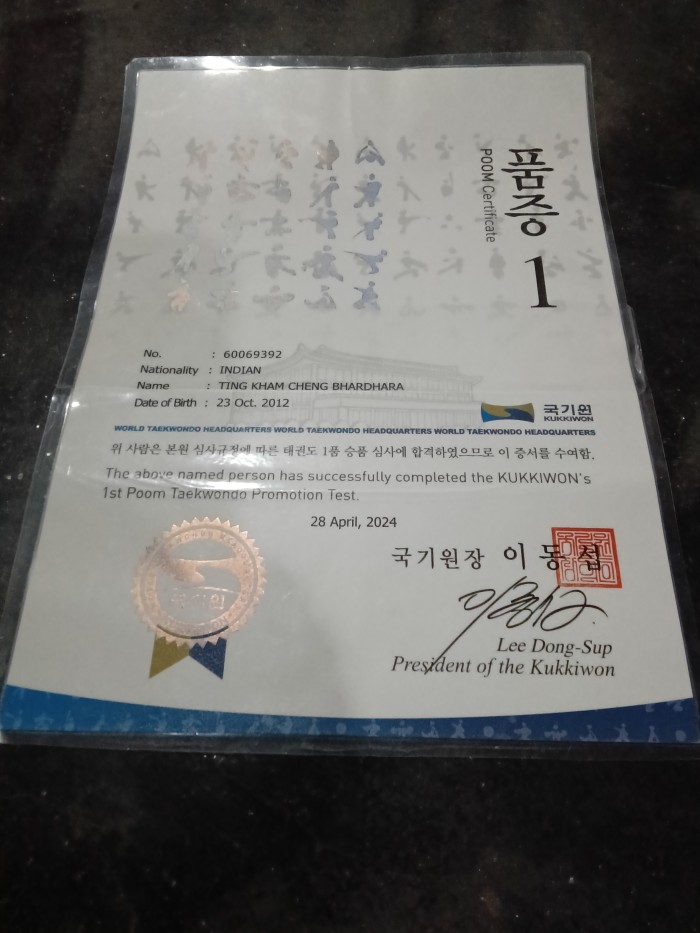 품증
POOM Certificate
1
No. : 60069392
Nationality : INDIAN
Name : TING KHAM CHENG BHARDHARA
Date of Birth : 23 Oct. 2012
국기원
KUKKIWON
WORLD TAEKWONDO HEADQUARTERS WORLD TAEKWONDO HEADQUARTERS WORLD TAEKWONDO HEADQUARTERS
위 사람은 본원 심사규정에 따른 태권도 1품 승품 심사에 합격하였으므로 이 증서를 수여함.
The above named person has successfully completed the KUKKIWON's
1st Poom Taekwondo Promotion Test.
28 April, 2024
국기원장 이동섭
국기원
Lee Dong-Sup
President of the Kukkiwon